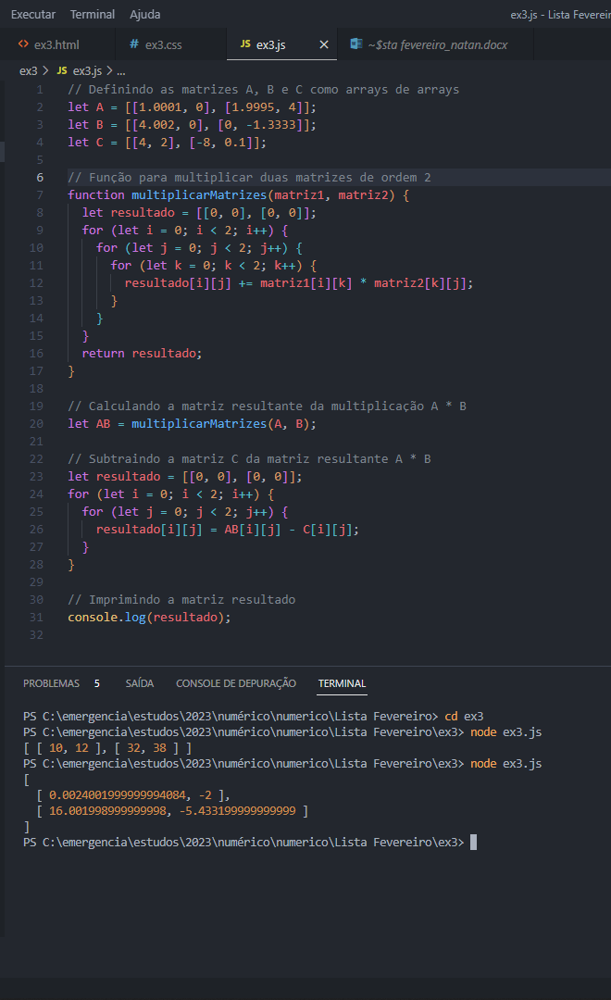 Executar Terminal Ajuda ex3.js - Lista Fevereir
ex3.html # ex3.css JS ex3.js × ~$sta fevereiro_natan.docx
ex3 > JS ex3.js > ...
1 // Definindo as matrizes A, B e C como arrays de arrays
2 let A = [[1.0001, 0], [1.9995, 4]];
3 let B = [[4.002, 0], [0, -1.3333]];
4 let C = [[4, 2], [-8, 0.1]];
5
6 // Função para multiplicar duas matrizes de ordem 2
7 function multiplicarMatrizes(matriz1, matriz2) {
8 let resultado = [[0, 0], [0, 0]];
9 for (let i = 0; i < 2; i++) {
10 for (let j = 0; j < 2; j++) {
11 for (let k = 0; k < 2; k++) {
12 resultado[i][j] += matriz1[i][k] * matriz2[k][j];
13 }
14 }
15 }
16 return resultado;
17 }
18
19 // Calculando a matriz resultante da multiplicação A * B
20 let AB = multiplicarMatrizes(A, B);
21
22 // Subtraindo a matriz C da matriz resultante A * B
23 let resultado = [[0, 0], [0, 0]];
24 for (let i = 0; i < 2; i++) {
25 for (let j = 0; j < 2; j++) {
26 resultado[i][j] = AB[i][j] - C[i][j];
27 }
28 }
29
30 // Imprimindo a matriz resultado
31 console.log(resultado);
32
PROBLEMAS 5 SAÍDA CONSOLE DE DEPURAÇÃO TERMINAL
PS C:\emergencia\estudos\2023\numérico\numerico\Lista Fevereiro> cd ex3
PS C:\emergencia\estudos\2023\numérico\numerico\Lista Fevereiro\ex3> node ex3.js
[ [ 10, 12 ], [ 32, 38 ] ]
PS C:\emergencia\estudos\2023\numérico\numerico\Lista Fevereiro\ex3> node ex3.js
[
[ 0.0024001999999994084, -2 ],
[ 16.001998999999998, -5.433199999999999 ]
]
PS C:\emergencia\estudos\2023\numérico\numerico\Lista Fevereiro\ex3>